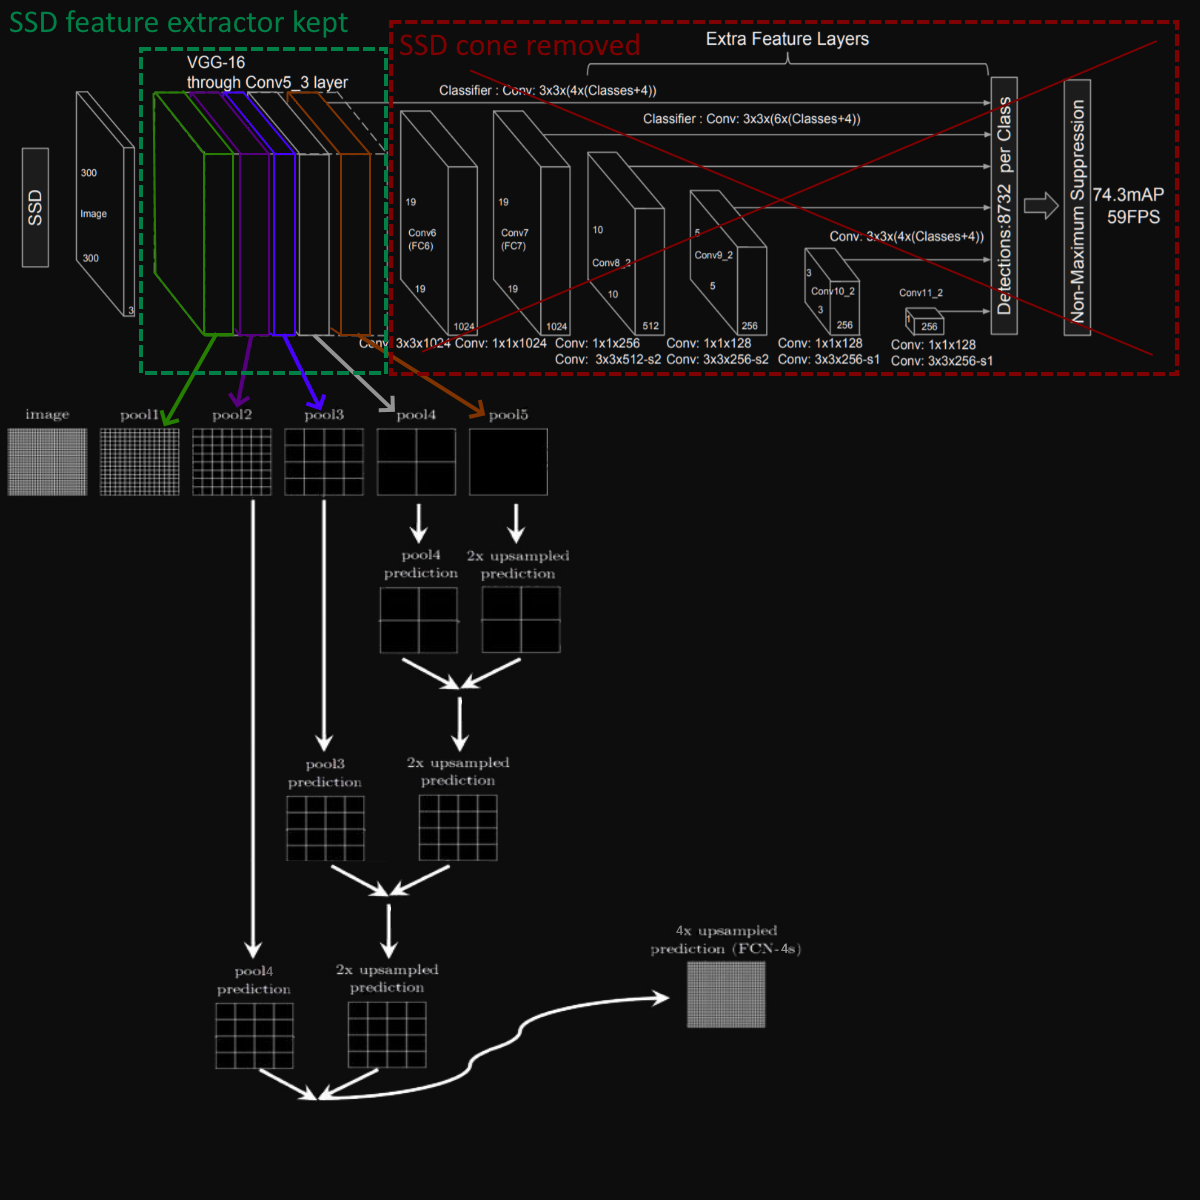 SSD feature extractor kept
SSD cone removed
Extra Feature Layers
VGG-16
through Conv5_3 layer
Classifier : Conv: 3x3x(4x(Classes+4))
Classifier : Conv: 3x3x(6x(Classes+4))
SSD
300
Image
300
3
19
Conv6
(FC6)
19
1024
19
Conv7
(FC7)
19
1024
10
Conv8_2
10
512
5
Conv9_2
5
256
Conv: 3x3x(4x(Classes+4))
3
Conv10_2
3
256
Conv11_2
1
256
Detections:8732 per Class
Non-Maximum Suppression
74.3mAP
59FPS
Conv: 3x3x1024
Conv: 1x1x1024
Conv: 1x1x256
Conv: 3x3x512-s2
Conv: 1x1x128
Conv: 3x3x256-s2
Conv: 1x1x128
Conv: 3x3x256-s1
Conv: 1x1x128
Conv: 3x3x256-s1
image
pool1
pool2
pool3
pool4
pool5
pool4
prediction
2x upsampled
prediction
pool3
prediction
2x upsampled
prediction
4x upsampled
prediction (FCN-4s)
pool4
prediction
2x upsampled
prediction